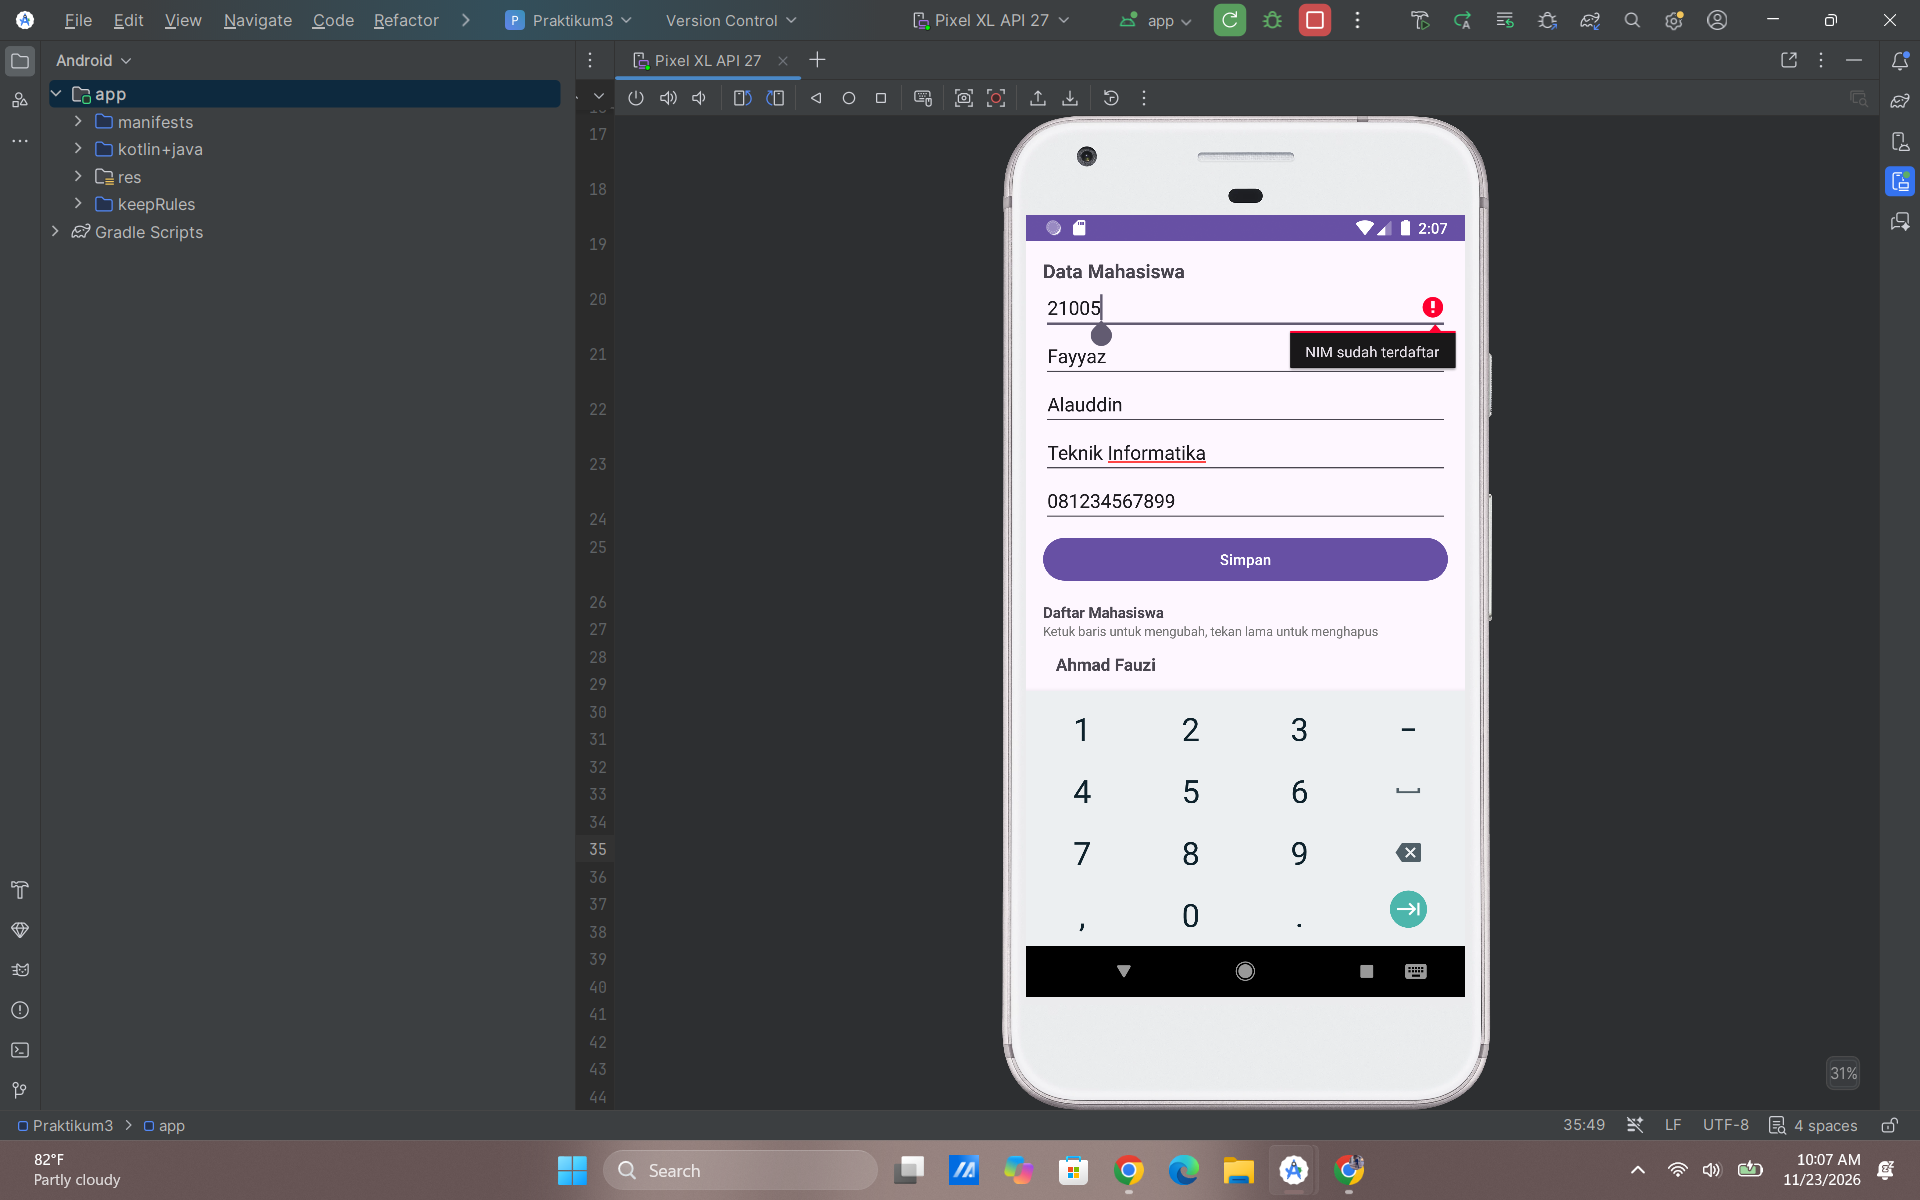 File Edit View Navigate Code Refactor P Praktikum3 Version Control Pixel XL API 27 app
Android
Pixel XL API 27
app
manifests
kotlin+java
res
keepRules
Gradle Scripts
17
18
19
20
21
22
23
24
25
26
27
28
29
30
31
32
33
34
35
36
37
38
39
40
41
42
43
44
2:07
Data Mahasiswa
21005
NIM sudah terdaftar
Fayyaz
Alauddin
Teknik Informatika
081234567899
Simpan
Daftar Mahasiswa
Ketuk baris untuk mengubah, tekan lama untuk menghapus
Ahmad Fauzi
1 2 3 -
4 5 6
7 8 9
, 0 .
31%
Praktikum3 app
35:49 LF UTF-8 4 spaces
82°F
Partly cloudy
Search
10:07 AM
11/23/2026